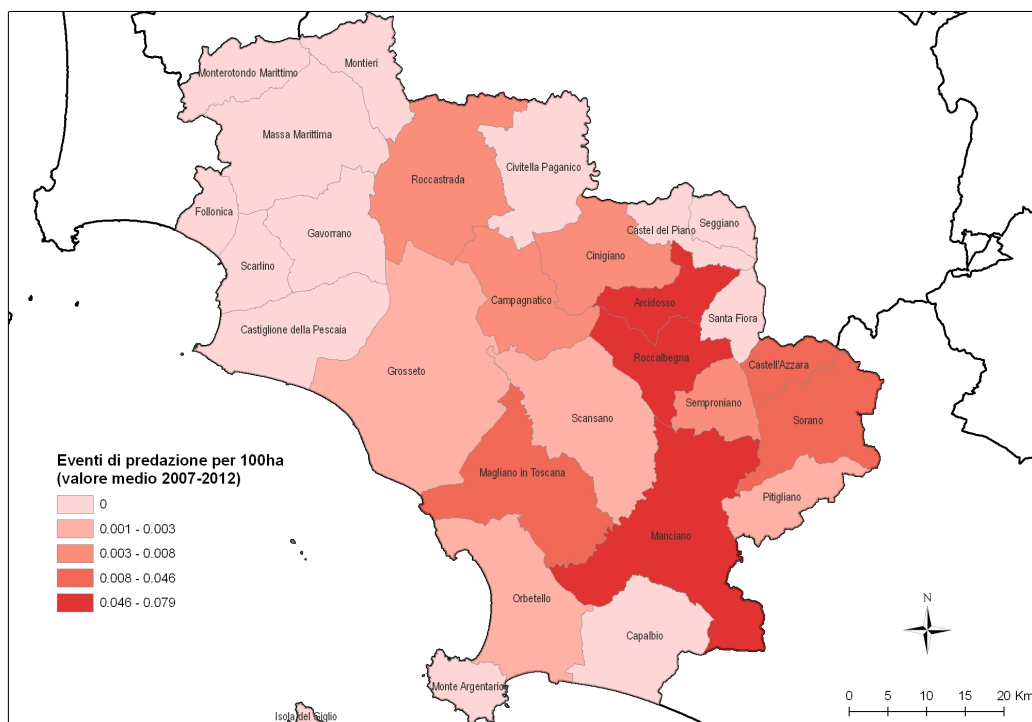 Montieri
Monterotondo Marittimo
Massa Marittima
Civitella Paganico
Roccastrada
Follonica
Seggiano
Castel del Piano
Gavorrano
Cinigiano
Scarlino
Campagnatico
Arcidosso
Santa Fiora
Castiglione della Pescaia
Roccalbegna
Castell'Azzara
Grosseto
Semproniano
Scansano
Sorano
Eventi di predazione per 100ha
(valore medio 2007-2012)
Magliano in Toscana
Pitigliano
0
0.001 - 0.003
0.003 - 0.008
0.008 - 0.046
0.046 - 0.079
Manciano
Orbetello
N
Capalbio
Monte Argentario
Isola del Giglio
0 5 10 15 20 Km